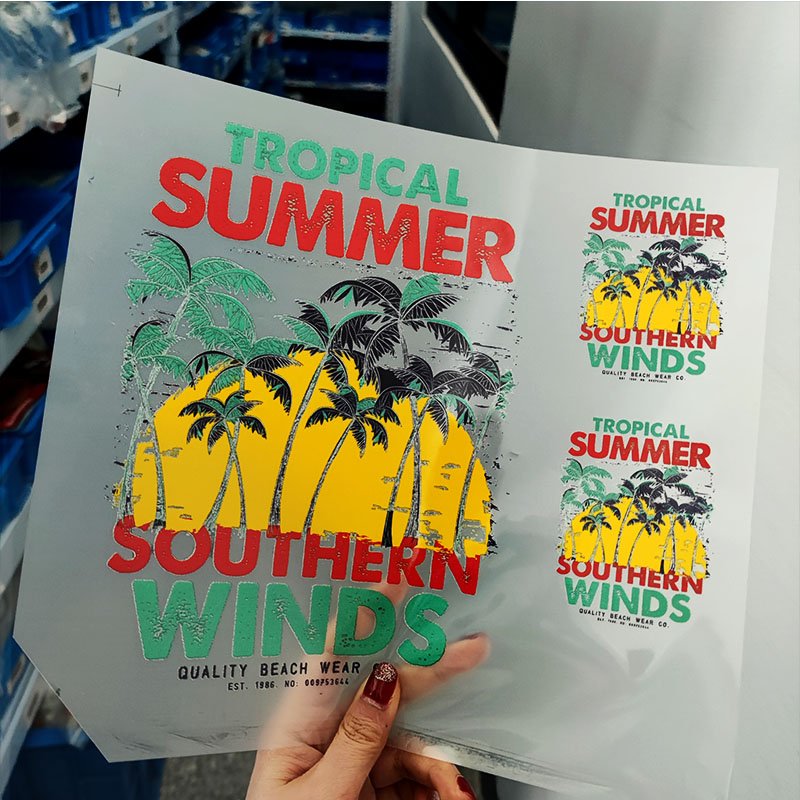 TROPICAL
SUMMER
SOUTHERN
WINDS
QUALITY BEACH WEAR
EST. 1986. NO: 009753644
TROPICAL
SUMMER
SOUTHERN
WINDS
QUALITY BEACH WEAR CO.
TROPICAL
SUMMER
SOUTHERN
WINDS
QUALITY BEACH WEAR CO.